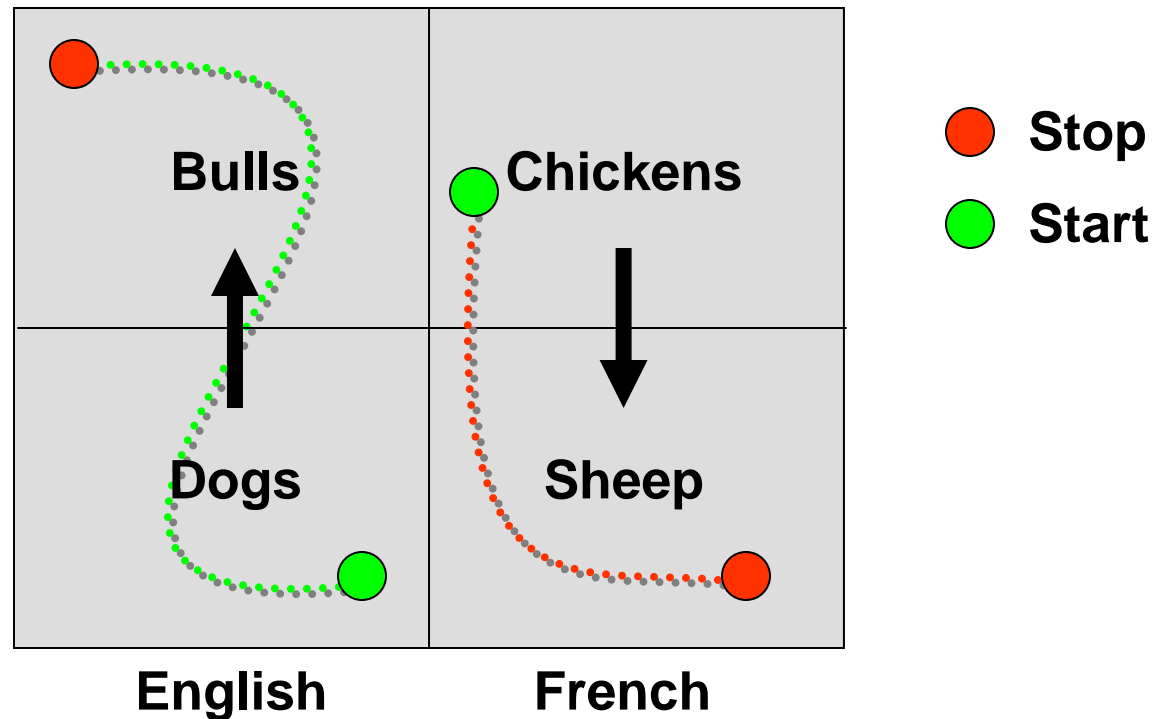 Bulls
Chickens
Stop
Start
Dogs
Sheep
English
French